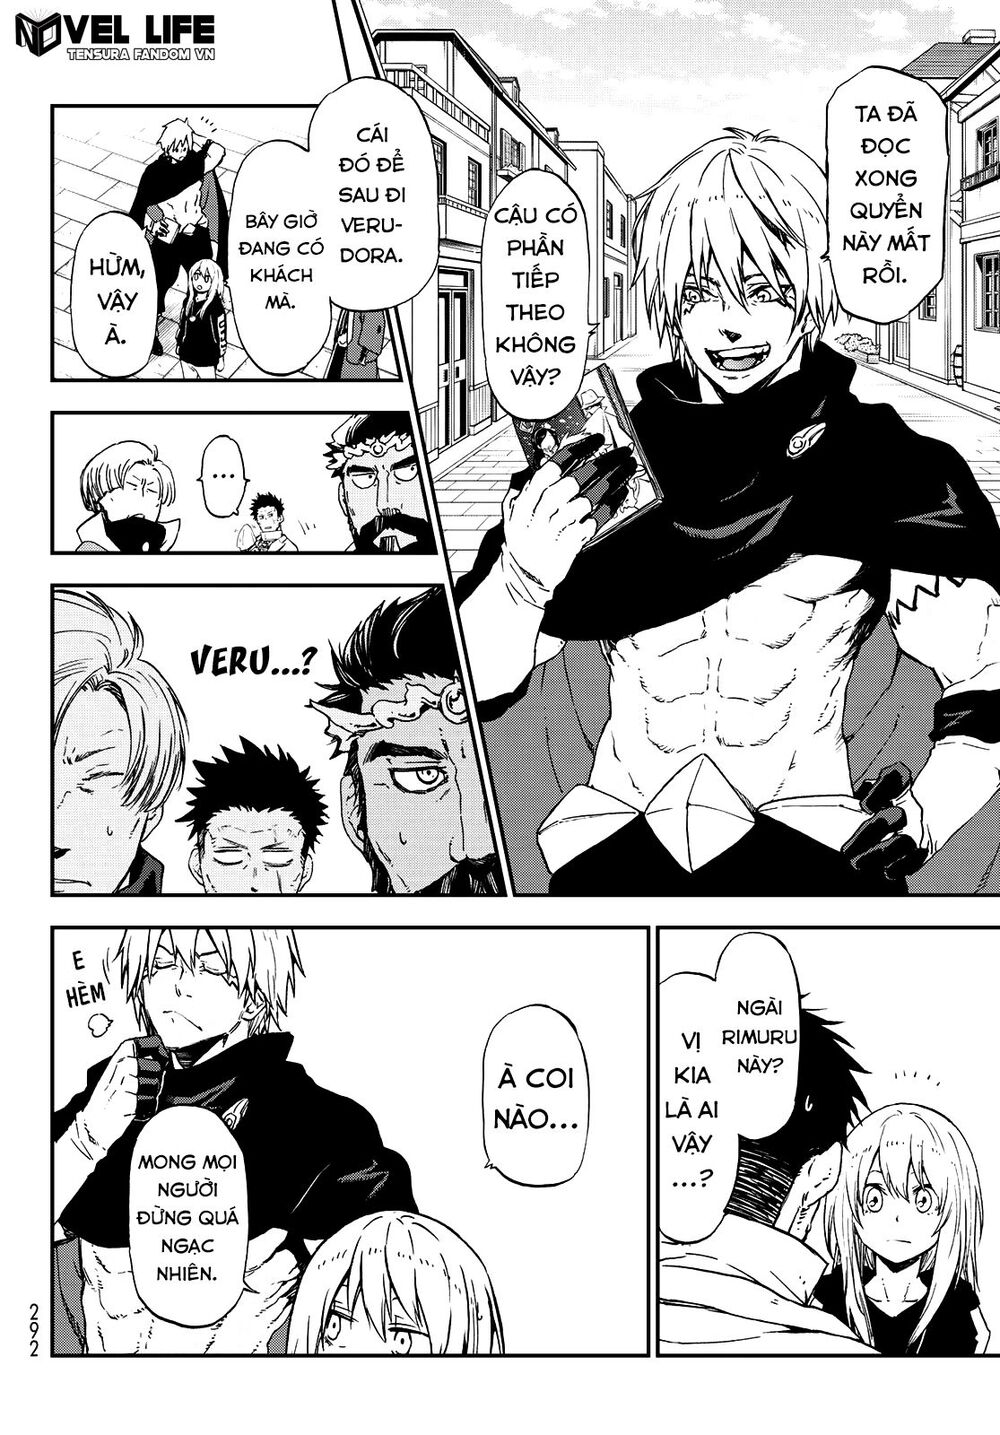 NOVEL LIFE
TENSURA FANDOM VN
TA ĐÃ
ĐỌC
XONG
QUYỂN
NÀY MẤT
RỒI.
CẬU CÓ
PHẦN
TIẾP
THEO
KHÔNG
VẬY?
CÁI
ĐÓ ĐỂ
SAU ĐI
VERU-
DORA.
BÂY GIỜ
ĐANG CÓ
KHÁCH
MÀ.
HỪM,
VẬY
À.
...
VERU...?
NGÀI
RIMURU
NÀY?
VỊ
KIA
LÀ AI
VẬY
...?
À COI
NÀO...
E
HÈM
MONG MỌI
NGƯỜI
ĐỪNG QUÁ
NGẠC
NHIÊN.
292